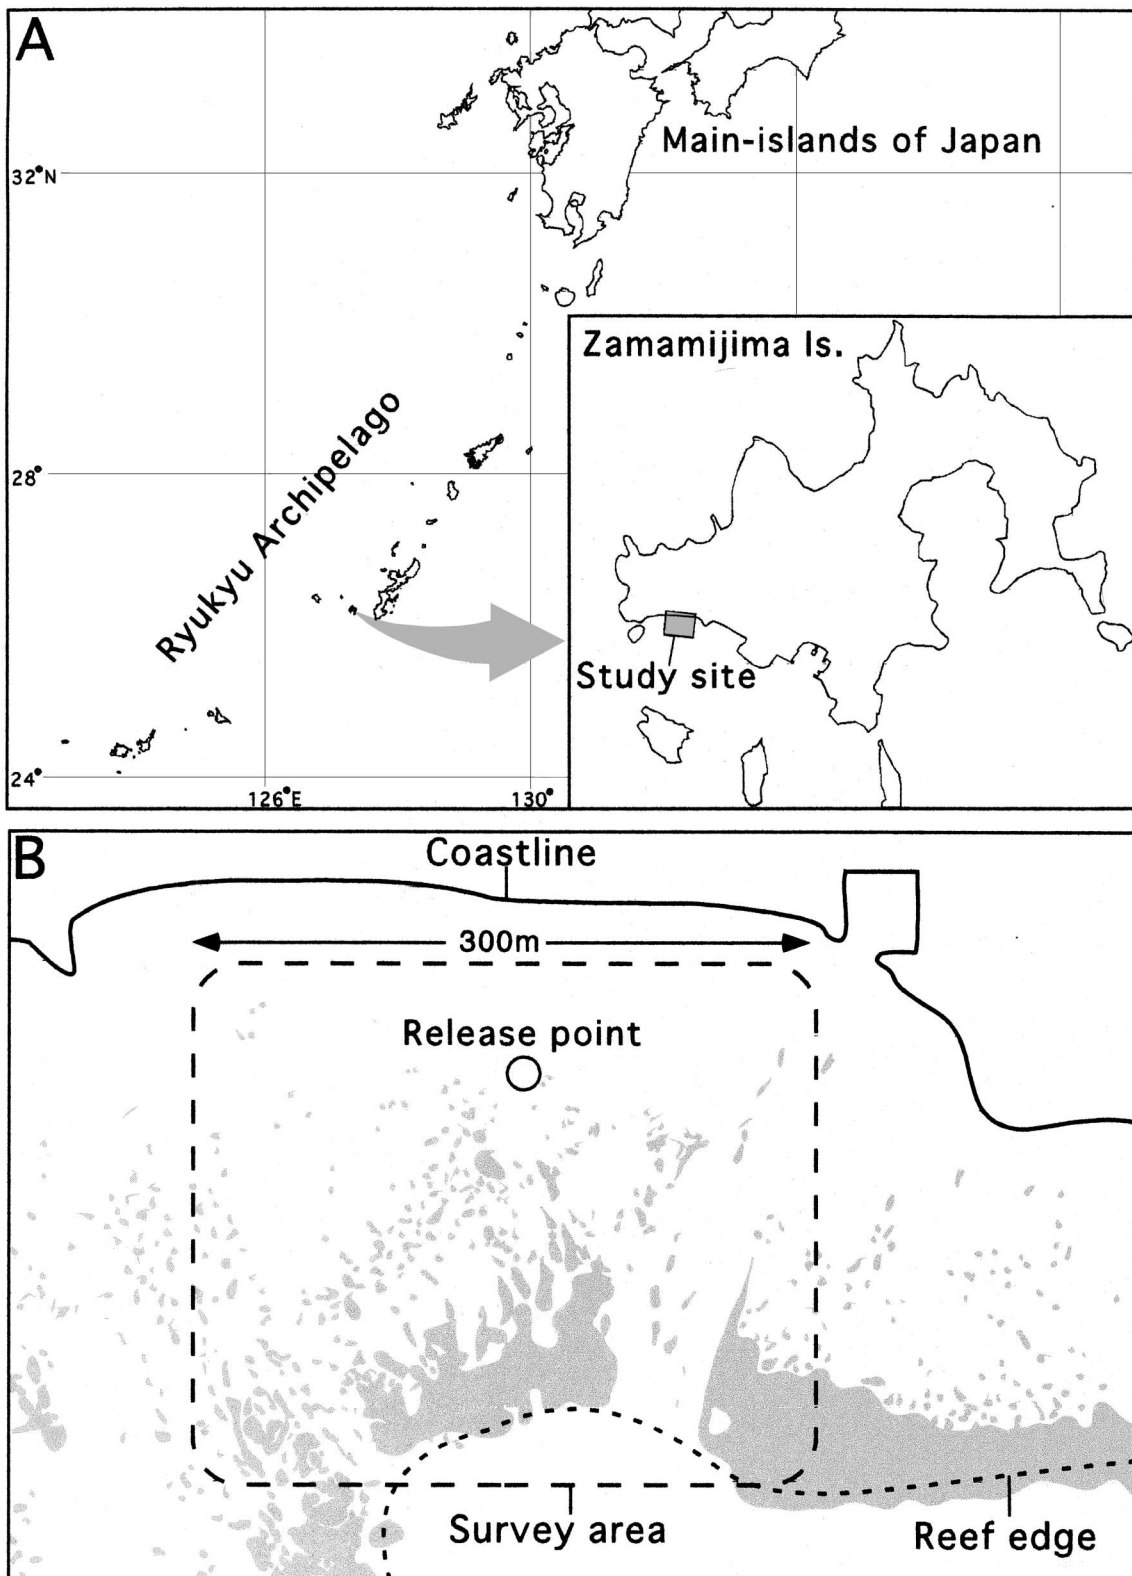 A
Main-islands of Japan
32°N
Zamamijima Is.
Ryukyu Archipelago
28°
Study site
24°
126°E
130°
B
Coastline
300m
Release point
Survey area
Reef edge